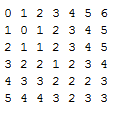 0 1 2 3 4 5 6
1 0 1 2 3 4 5
2 1 1 2 3 4 5
3 2 2 1 2 3 4
4 3 3 2 2 2 3
5 4 4 3 2 3 3